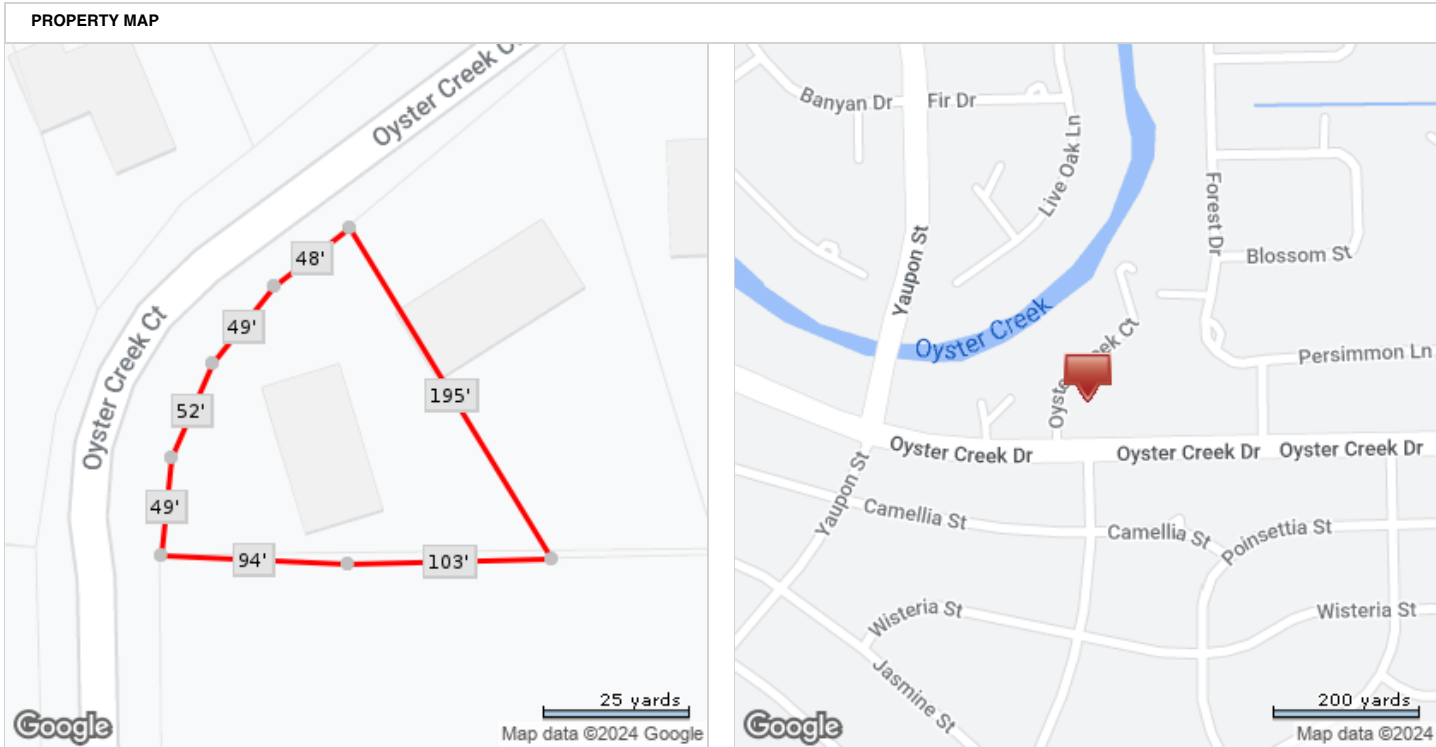 PROPERTY MAP
Oyster Creek Ct
48'
49'
Oyster Creek Ct
195'
52'
49'
94'
103'
25 yards
Google
Map data ©2024 Google
Banyan Dr
Fir Dr
Live Oak Ln
Forest Dr
Yaupon St
Blossom St
Oyster Creek
Persimmon Ln
Oyste
ek Ct
Oyster Creek Dr
Oyster Creek Dr
Oyster Creek Dr
Yaupon St
Camellia St
Camellia St
Poinsettia St
Wisteria St
Wisteria St
Jasmine St
200 yards
Google
Map data ©2024